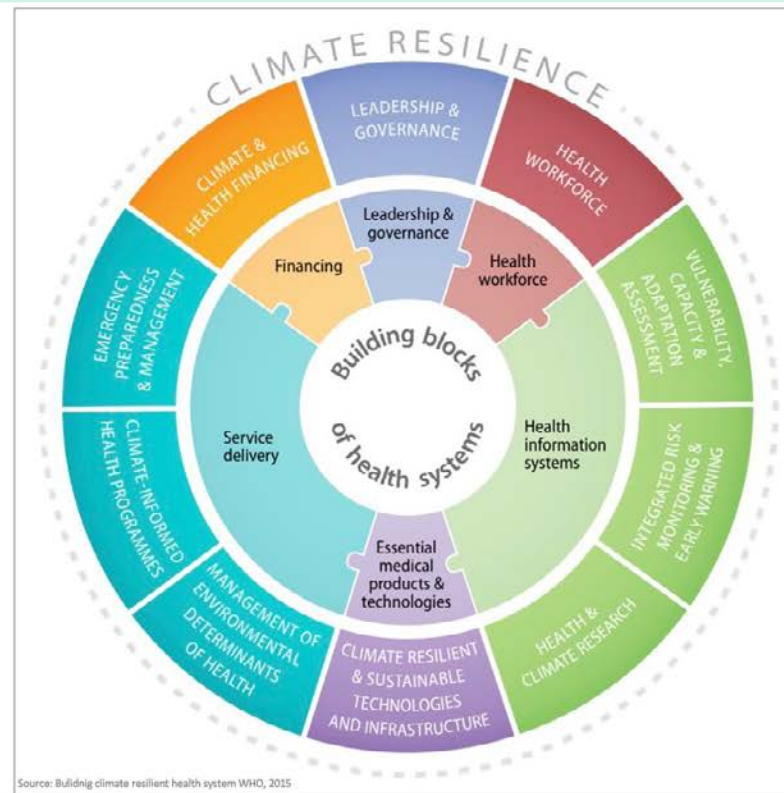 CLIMATE RESILIENCE
LEADERSHIP &
GOVERNANCE
HEALTH
WORKFORCE
VULNERABILITY,
CAPACITY &
ADAPTATION
ASSESSMENT
INTEGRATED RISK
MONITORING &
EARLY WARNING
HEALTH &
CLIMATE RESEARCH
CLIMATE RESILIENT
& SUSTAINABLE
TECHNOLOGIES
AND INFRASTRUCTURE
MANAGEMENT OF
ENVIRONMENTAL
DETERMINANTS
OF HEALTH
CLIMATE-INFORMED
HEALTH PROGRAMMES
EMERGENCY
PREPAREDNESS
& MANAGEMENT
CLIMATE &
HEALTH FINANCING
Leadership &
governance
Health
workforce
Health
information
systems
Essential
medical
products &
technologies
Service
delivery
Financing
Building blocks
of health systems
Source: Bulidnig climate resilient health system WHO, 2015